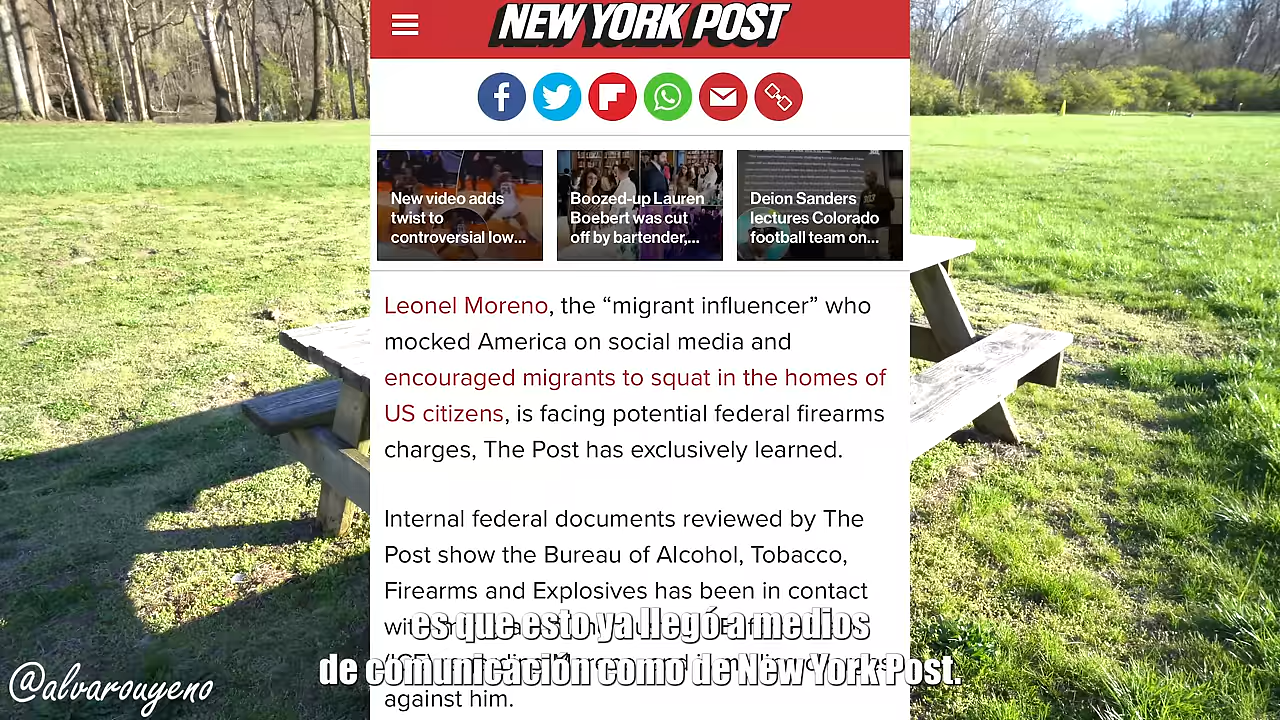 NEW YORK POST
New video adds
twist to
controversial low...
Boozed-up Lauren
Boebert was cut
off by bartender,...
Deion Sanders
lectures Colorado
football team on...
Leonel Moreno, the “migrant influencer” who
mocked America on social media and
encouraged migrants to squat in the homes of
US citizens, is facing potential federal firearms
charges, The Post has exclusively learned.
Internal federal documents reviewed by The
Post show the Bureau of Alcohol, Tobacco,
Firearms and Explosives has been in contact
es que esto ya llegó a medios
de comunicación como de New York Post.
against him.
@alvarouyeno